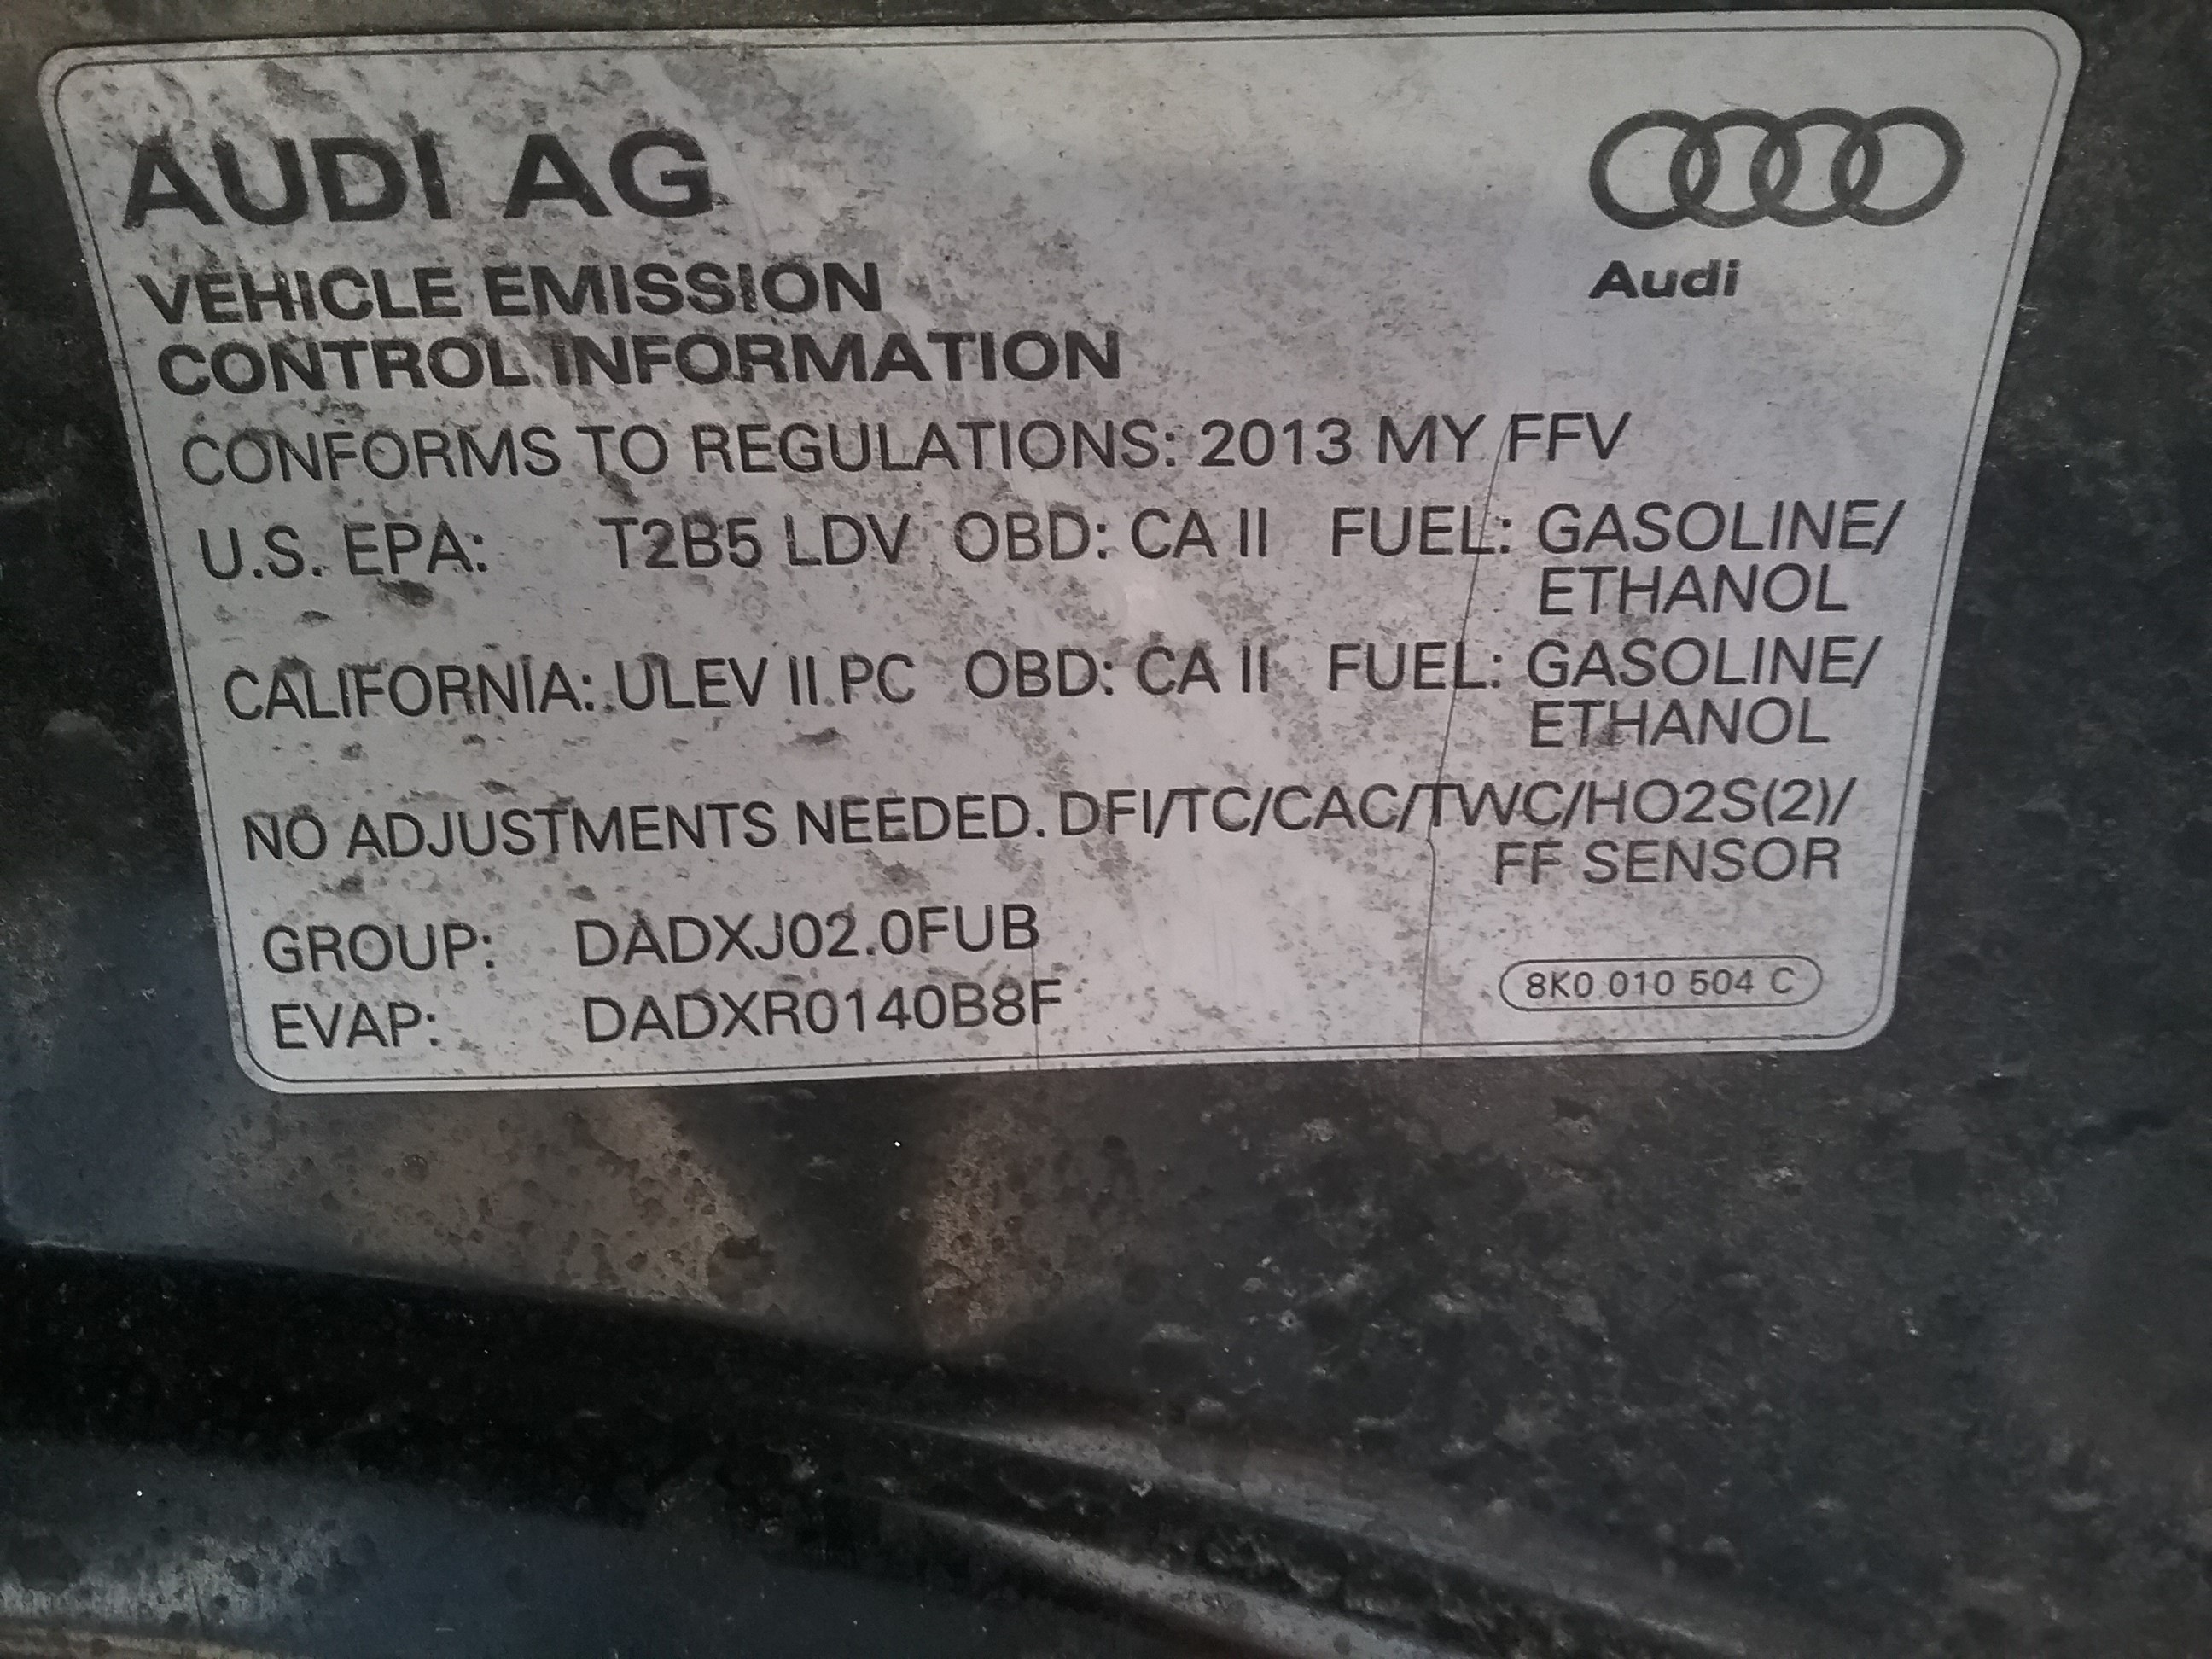 AUDI AG
Audi
VEHICLE EMISSION
CONTROL INFORMATION
CONFORMS TO REGULATIONS: 2013 MY FFV
U.S. EPA: T2B5 LDV OBD: CA II FUEL: GASOLINE/
ETHANOL
CALIFORNIA: ULEV II PC OBD: CA II FUEL: GASOLINE/
ETHANOL
NO ADJUSTMENTS NEEDED. DFI/TC/CAC/TWC/HO2S(2)/
FF SENSOR
GROUP: DADXJ02.0FUB
EVAP: DADXR0140B8F
8K0 010 504 C